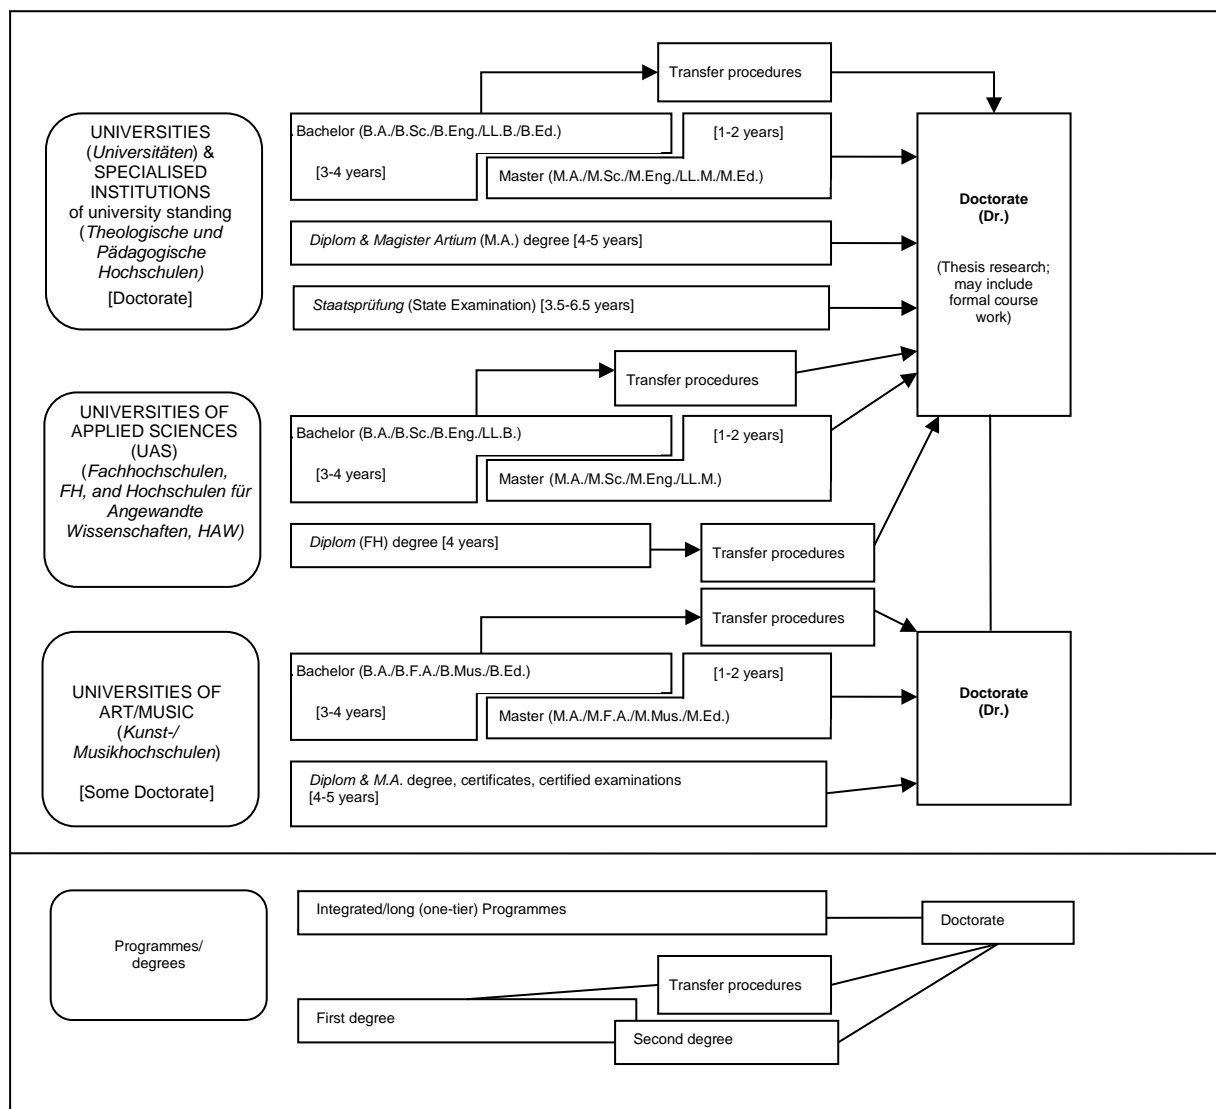 Transfer procedures
UNIVERSITIES
(Universitäten) &
SPECIALISED
INSTITUTIONS
of university standing
(Theologische und
Pädagogische
Hochschulen)
[Doctorate]
. Bachelor (B.A./B.Sc./B.Eng./LL.B./B.Ed.)
[3-4 years]
[1-2 years]
Master (M.A./M.Sc./M.Eng./LL.M./M.Ed.)
Diplom & Magister Artium (M.A.) degree [4-5 years]
Staatsprüfung (State Examination) [3.5-6.5 years]
Doctorate
(Dr.)
(Thesis research;
may include
formal course
work)
Transfer procedures
UNIVERSITIES OF
APPLIED SCIENCES
(UAS)
(Fachhochschulen,
FH, and Hochschulen für
Angewandte
Wissenschaften, HAW)
. Bachelor (B.A./B.Sc./B.Eng./LL.B.)
[3-4 years]
[1-2 years]
Master (M.A./M.Sc./M.Eng./LL.M.)
Diplom (FH) degree [4 years]
Transfer procedures
Transfer procedures
UNIVERSITIES OF
ART/MUSIC
(Kunst-/
Musikhochschulen)
[Some Doctorate]
. Bachelor (B.A./B.F.A./B.Mus./B.Ed.)
[3-4 years]
[1-2 years]
Master (M.A./M.F.A./M.Mus./M.Ed.)
Diplom & M.A. degree, certificates, certified examinations
[4-5 years]
Doctorate
(Dr.)
Programmes/
degrees
Integrated/long (one-tier) Programmes
Doctorate
Transfer procedures
First degree
Second degree